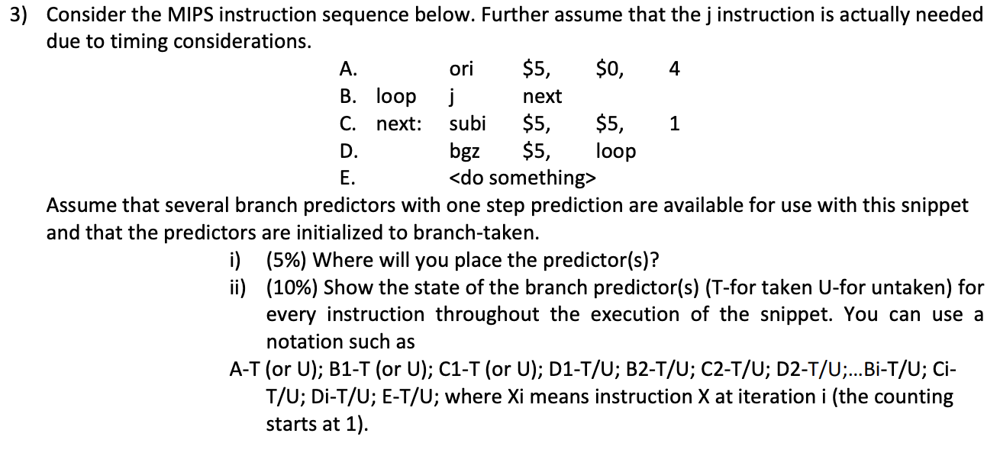 3) Consider the MIPS instruction sequence below. Further assume that the j instruction is actually needed
due to timing considerations.
A. ori $5, $0, 4
B. loop j next
C. next: subi $5, $5, 1
D. bgz $5, loop
E. <do something>
Assume that several branch predictors with one step prediction are available for use with this snippet
and that the predictors are initialized to branch-taken.
i) (5%) Where will you place the predictor(s)?
ii) (10%) Show the state of the branch predictor(s) (T-for taken U-for untaken) for
every instruction throughout the execution of the snippet. You can use a
notation such as
A-T (or U); B1-T (or U); C1-T (or U); D1-T/U; B2-T/U; C2-T/U; D2-T/U;...Bi-T/U; Ci-
T/U; Di-T/U; E-T/U; where Xi means instruction X at iteration i (the counting
starts at 1).